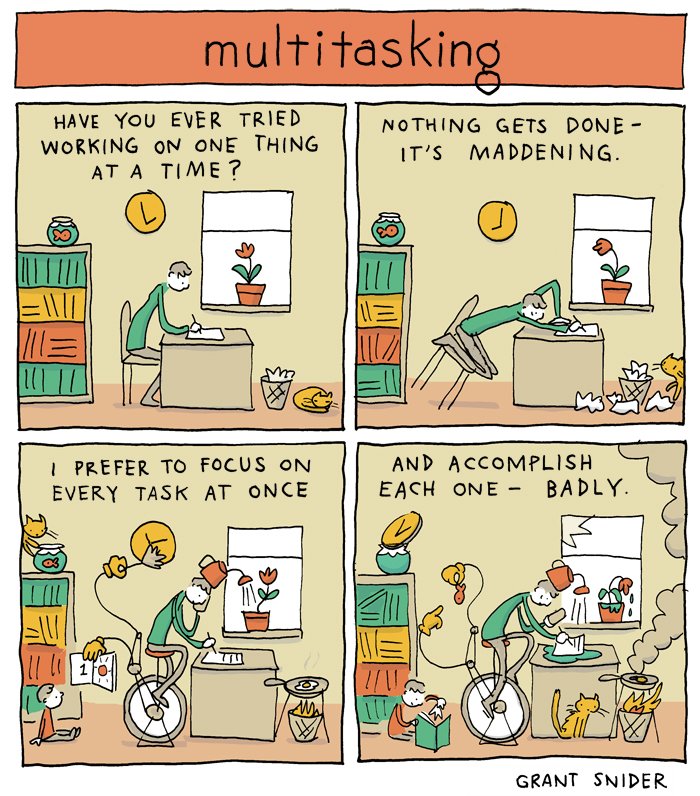 multitasking
HAVE YOU EVER TRIED
WORKING ON ONE THING
AT A TIME?
NOTHING GETS DONE –
IT'S MADDENING.
I PREFER TO FOCUS ON
EVERY TASK AT ONCE
1
AND ACCOMPLISH
EACH ONE – BADLY.
GRANT SNIDER